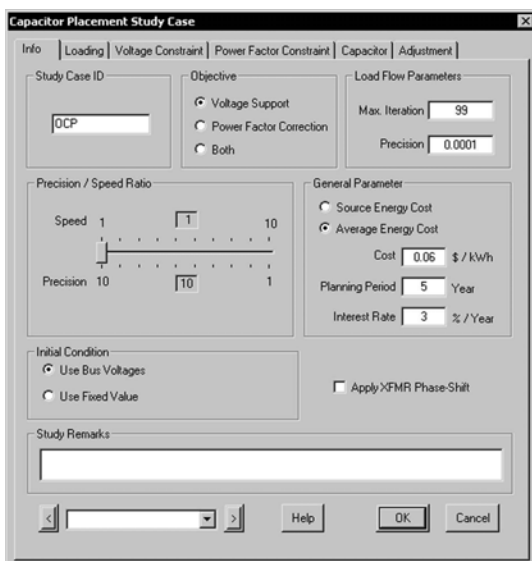 Capacitor Placement Study Case
Info Loading Voltage Constraint Power Factor Constraint Capacitor Adjustment
Study Case ID
OCP
Objective
Voltage Support
Power Factor Correction
Both
Load Flow Parameters
Max. Iteration 99
Precision 0.0001
Precision / Speed Ratio
Speed 1 1 10
Precision 10 10 1
General Parameter
Source Energy Cost
Average Energy Cost
Cost 0.06 $ / kWh
Planning Period 5 Year
Interest Rate 3 % / Year
Initial Condition
Use Bus Voltages
Use Fixed Value
Apply XFMR Phase-Shift
Study Remarks
< > Help OK Cancel